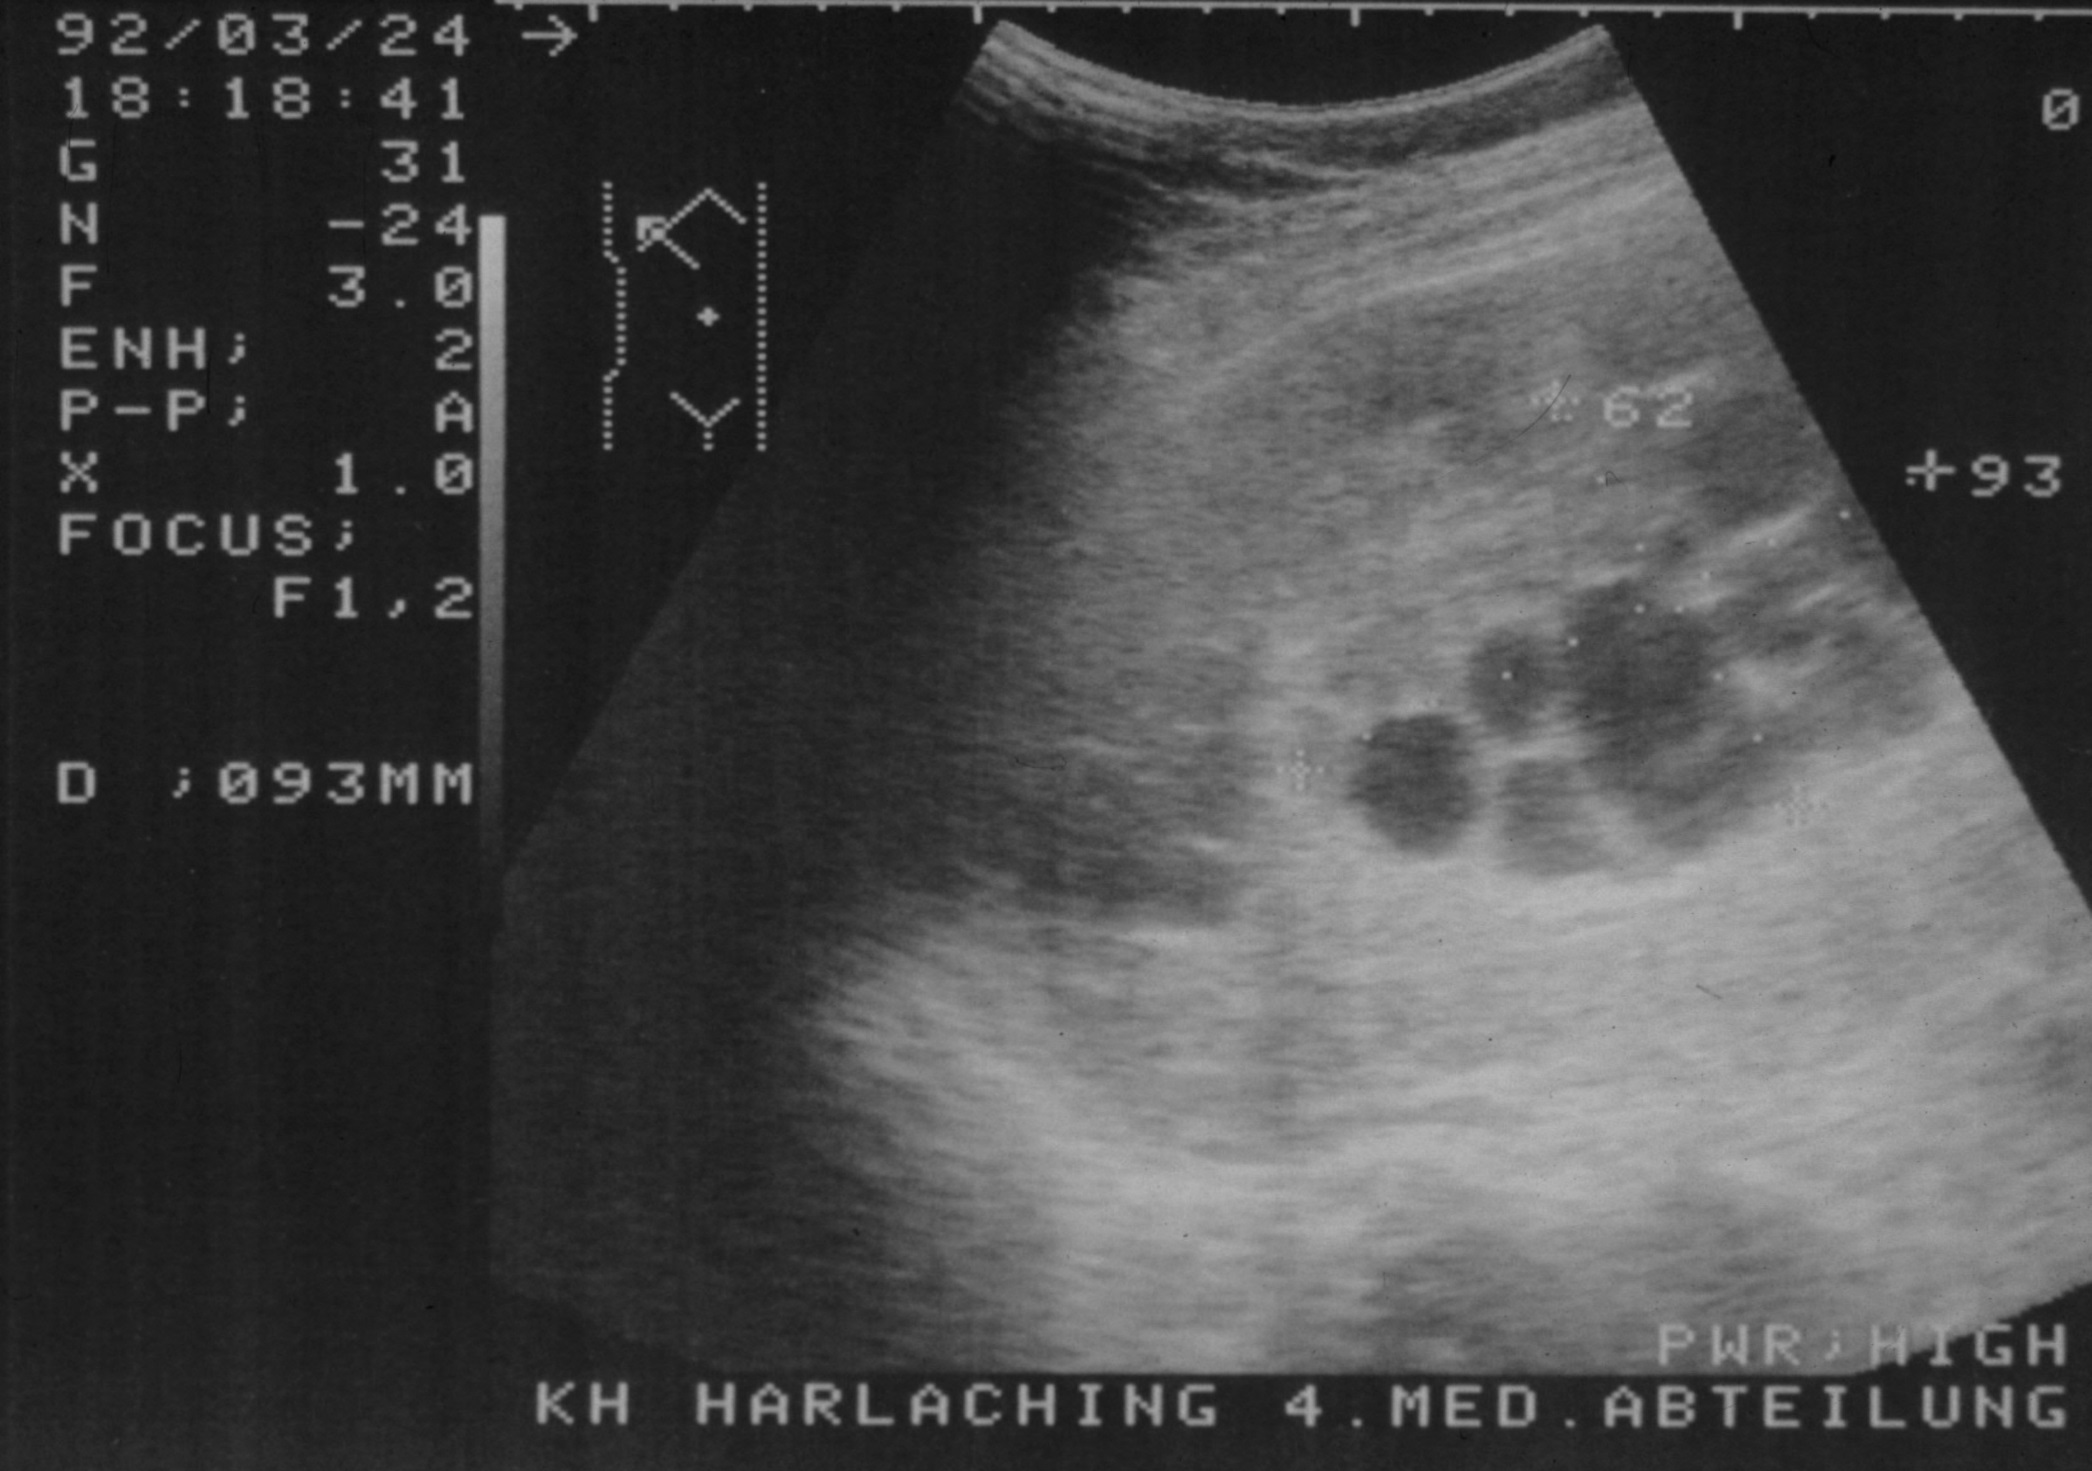 92/03/24 →
18:18:41
G 31
N -24
F 3.0
ENH; 2
P-P; A
X 1.0
FOCUS;
F1,2
D ;093MM
0
62
+93
PWR;HIGH
KH HARLACHING 4.MED.ABTEILUNG